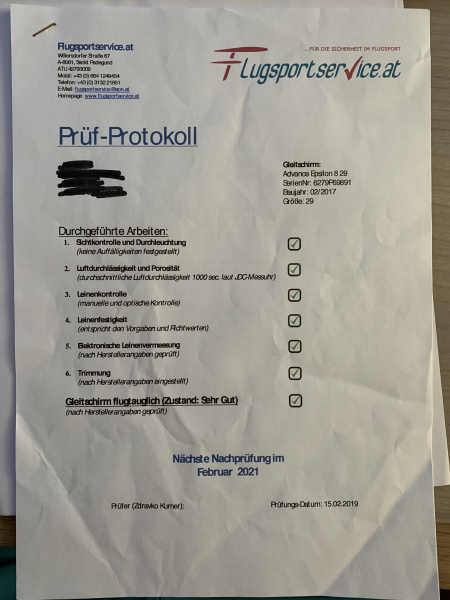 Flugsportservice.at
Willersdorfer Straße 67
A-8061, Sankt Radegund
ATU 42793009
Mobil: +43 (0) 664 1249454
Telefon: +43 (0) 3132 21651
E-Mail: flugsportservice@aon.at
Homepage: www.flugsportservice.at
...FÜR DIE SICHERHEIT IM FLUGSPORT
Flugsportservice.at
Prüf-Protokoll
Gleitschirm:
Advance Epsilon 8 29
SerienNr: 6279P69891
Baujahr: 02/2017
Größe: 29
Durchgeführte Arbeiten:
1. Sichtkontrolle und Durchleuchtung
(keine Auffälligkeiten festgestellt)
2. Luftdurchlässigkeit und Porosität
(durchschnittliche Luftdurchlässigkeit 1000 sec. laut JDC-Messuhr)
3. Leinenkontrolle
(manuelle und optische Kontrolle)
4. Leinenfestigkeit
(entspricht den Vorgaben und Richtwerten)
5. Elektronische Leinenvermessung
(nach Herstellerangaben geprüft)
6. Trimmung
(nach Herstellerangaben eingestellt)
Gleitschirm flugtauglich (Zustand: Sehr Gut)
(nach Herstellerangaben geprüft)
Nächste Nachprüfung im
Februar 2021
Prüfer (Zdravko Kumer):
Prüfungs-Datum: 15.02.2019